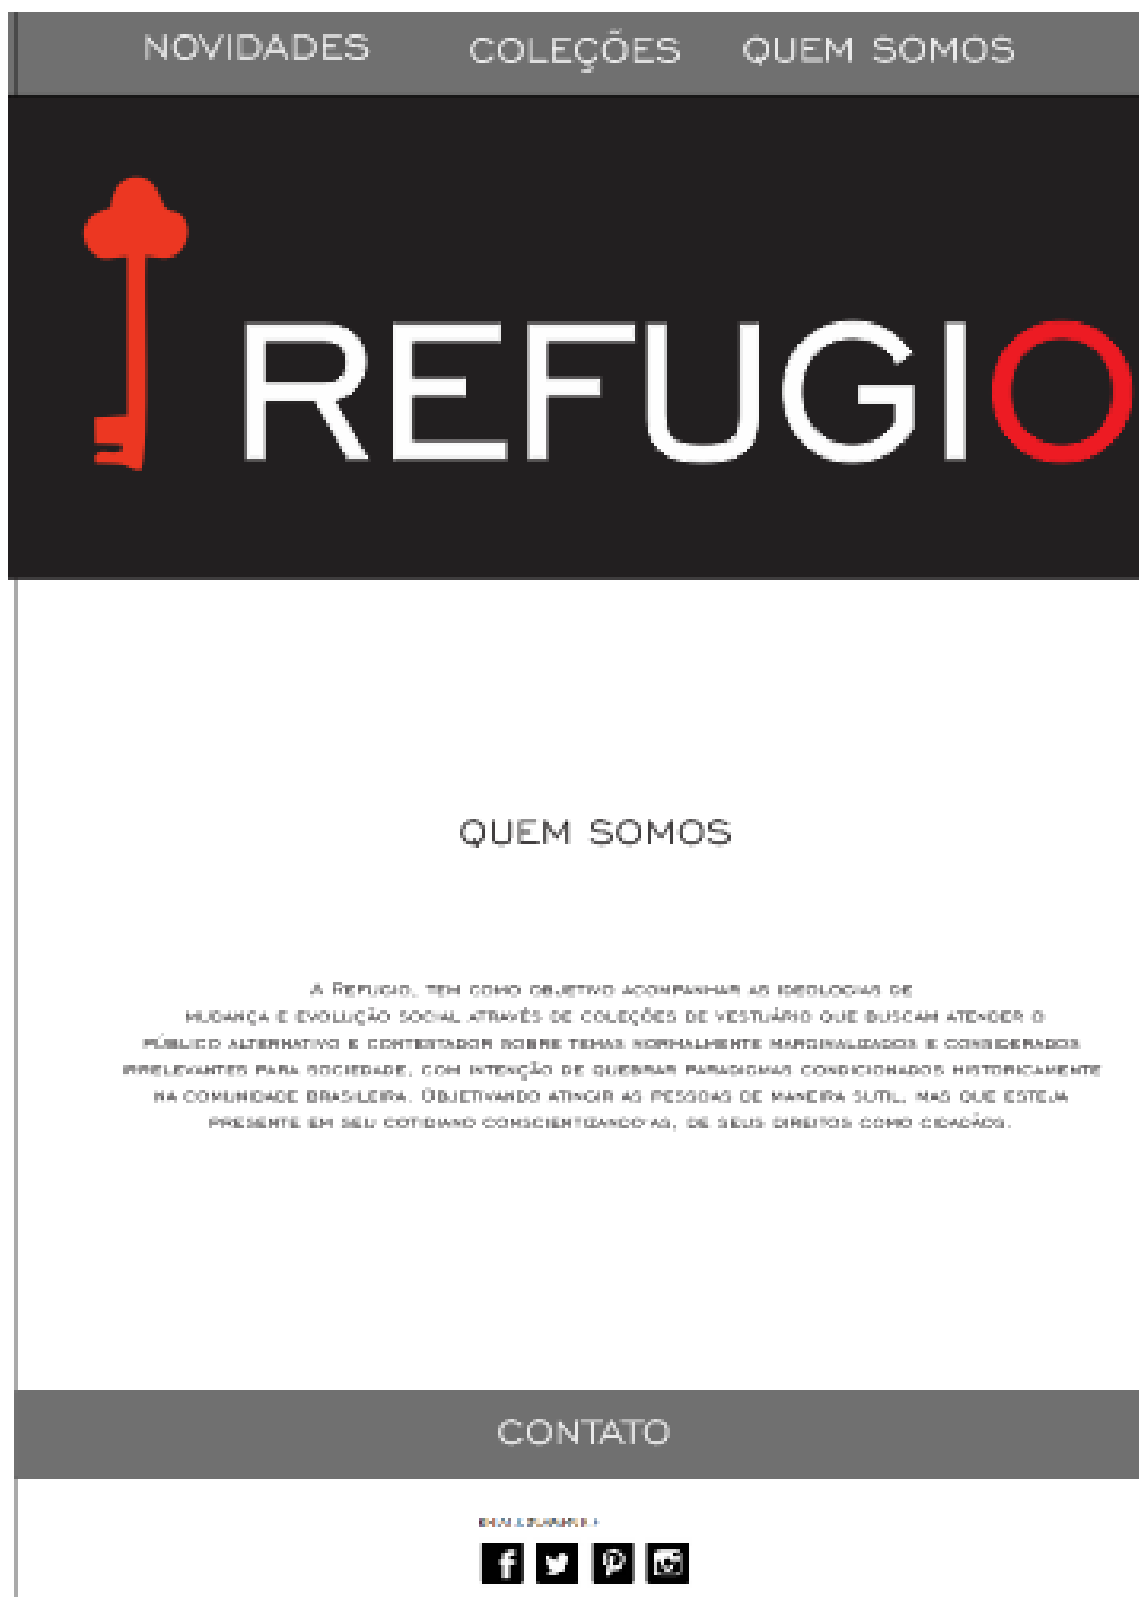 NOVIDADES COLEÇÕES QUEM SOMOS
REFUGIO
QUEM SOMOS
A Refugio, tem como objetivo acompanhar as ideologias de
mudança e evolução social através de coleções de vestuário que buscam atender o
público alternativo e contestador sobre temas normalmente marginalizados e considerados
irrelevantes para sociedade, com intenção de quebrar paradigmas condicionados historicamente
na comunidade brasileira. Objetivando atingir as pessoas de maneira sutil, mas que esteja
presente em seu cotidiano conscientizando-as, de seus direitos como cidadãos.
CONTATO